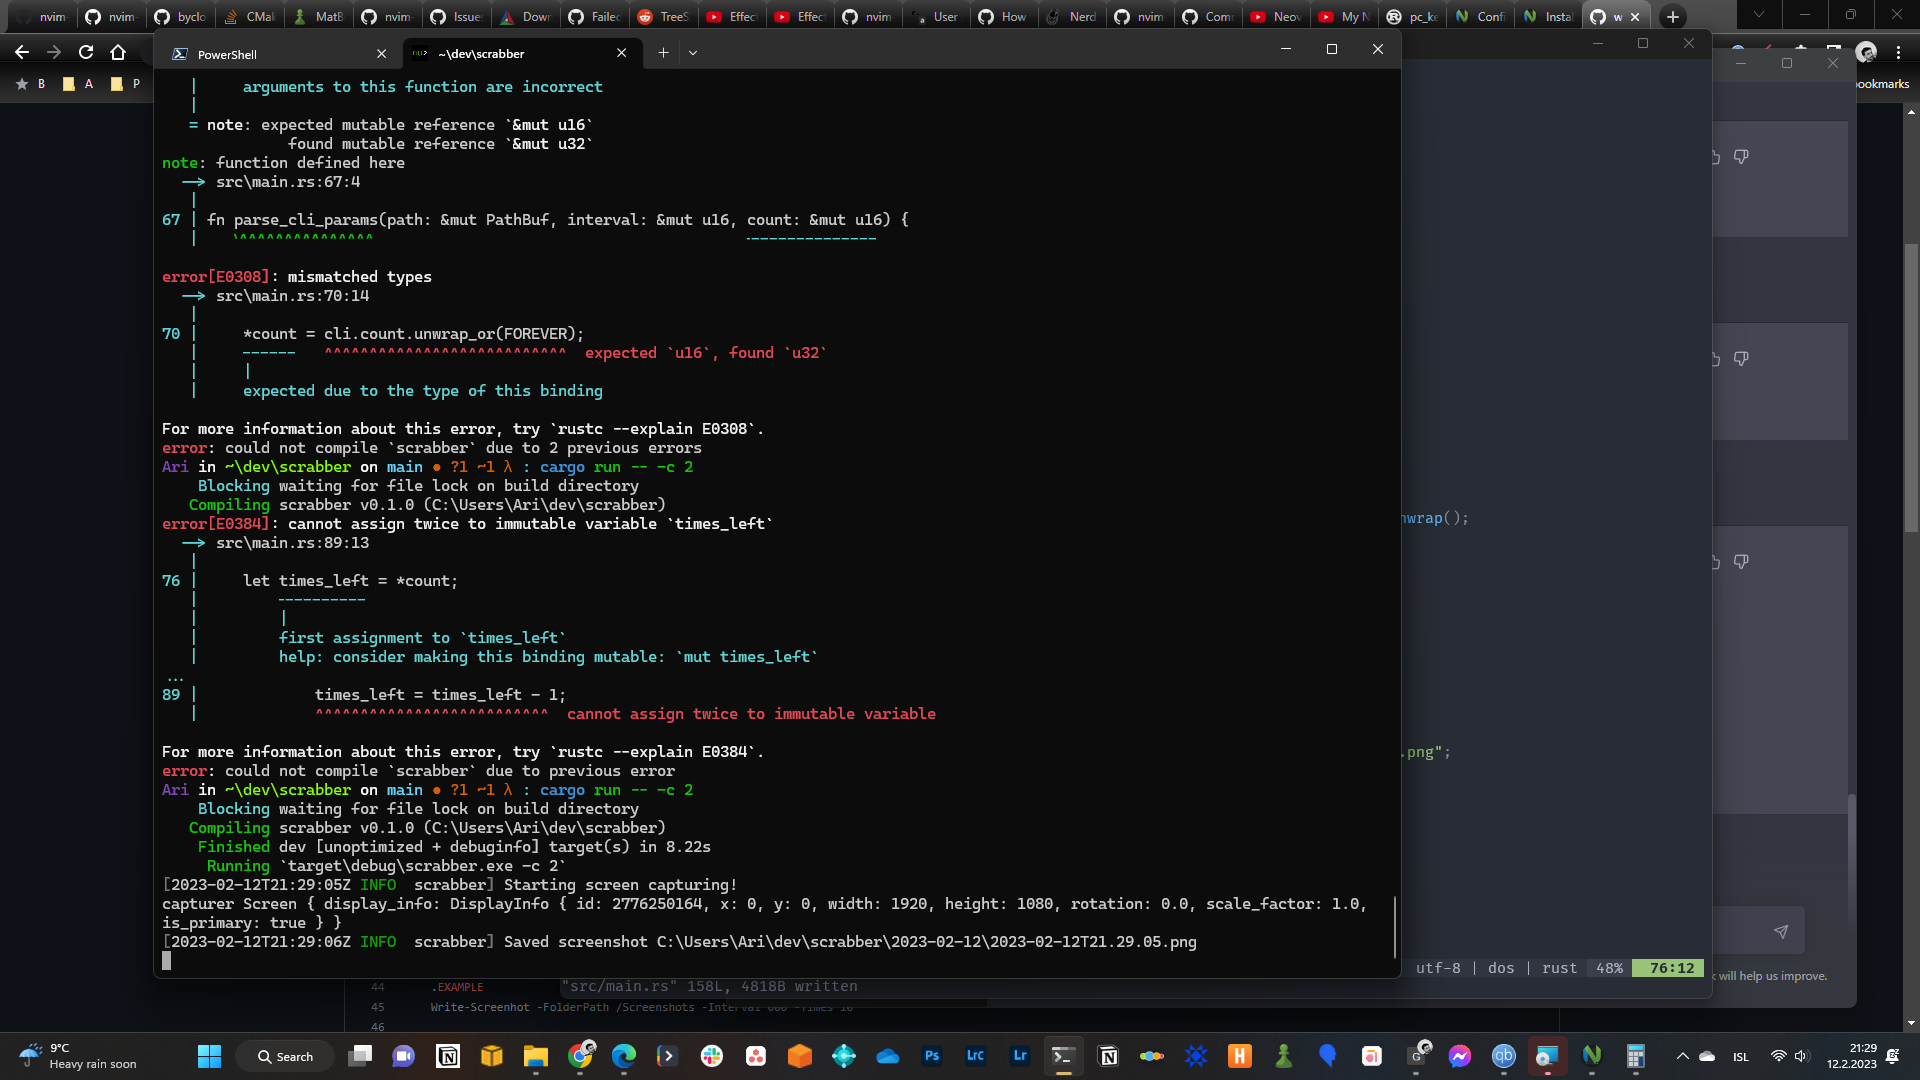 nvim-
nvim-
byclo
CMak
MatB
nvim-
Issue
Dow
Failed
TreeS
Effect
Effect
nvim
User
How
Nerd
nvim
Com
Neov
My N
pc_ke
Confi
Instal
w
B
A
P
bookmarks
PowerShell
~\dev\scrabber
| arguments to this function are incorrect
|
= note: expected mutable reference `&mut u16`
found mutable reference `&mut u32`
note: function defined here
--> src\main.rs:67:4
|
67 | fn parse_cli_params(path: &mut PathBuf, interval: &mut u16, count: &mut u16) {
| ^^^^^^^^^^^^^^^^ ---------------
error[E0308]: mismatched types
--> src\main.rs:70:14
|
70 | *count = cli.count.unwrap_or(FOREVER);
| ------ ^^^^^^^^^^^^^^^^^^^^^^^^^^^ expected `u16`, found `u32`
| |
| expected due to the type of this binding
For more information about this error, try `rustc --explain E0308`.
error: could not compile `scrabber` due to 2 previous errors
Ari in ~\dev\scrabber on main ● ?1 ~1 λ : cargo run -- -c 2
Blocking waiting for file lock on build directory
Compiling scrabber v0.1.0 (C:\Users\Ari\dev\scrabber)
error[E0384]: cannot assign twice to immutable variable `times_left`
--> src\main.rs:89:13
|
76 | let times_left = *count;
| ----------
| |
| first assignment to `times_left`
| help: consider making this binding mutable: `mut times_left`
...
89 | times_left = times_left - 1;
| ^^^^^^^^^^^^^^^^^^^^^^^^^^ cannot assign twice to immutable variable
For more information about this error, try `rustc --explain E0384`.
error: could not compile `scrabber` due to previous error
Ari in ~\dev\scrabber on main ● ?1 ~1 λ : cargo run -- -c 2
Blocking waiting for file lock on build directory
Compiling scrabber v0.1.0 (C:\Users\Ari\dev\scrabber)
Finished dev [unoptimized + debuginfo] target(s) in 8.22s
Running `target\debug\scrabber.exe -c 2`
[2023-02-12T21:29:05Z INFO scrabber] Starting screen capturing!
capturer Screen { display_info: DisplayInfo { id: 2776250164, x: 0, y: 0, width: 1920, height: 1080, rotation: 0.0, scale_factor: 1.0,
is_primary: true } }
[2023-02-12T21:29:06Z INFO scrabber] Saved screenshot C:\Users\Ari\dev\scrabber\2023-02-12\2023-02-12T21.29.05.png
nwrap();
.png";
utf-8 | dos | rust 48% 76:12
"src/main.rs" 158L, 4818B written
k will help us improve.
44 .EXAMPLE
45 Write-Screenhot -FolderPath /Screenshots -Interval 600 -Times 10
46
9°C
Heavy rain soon
Search
Ps
LrC
Lr
ISL
21:29
12.2.2023